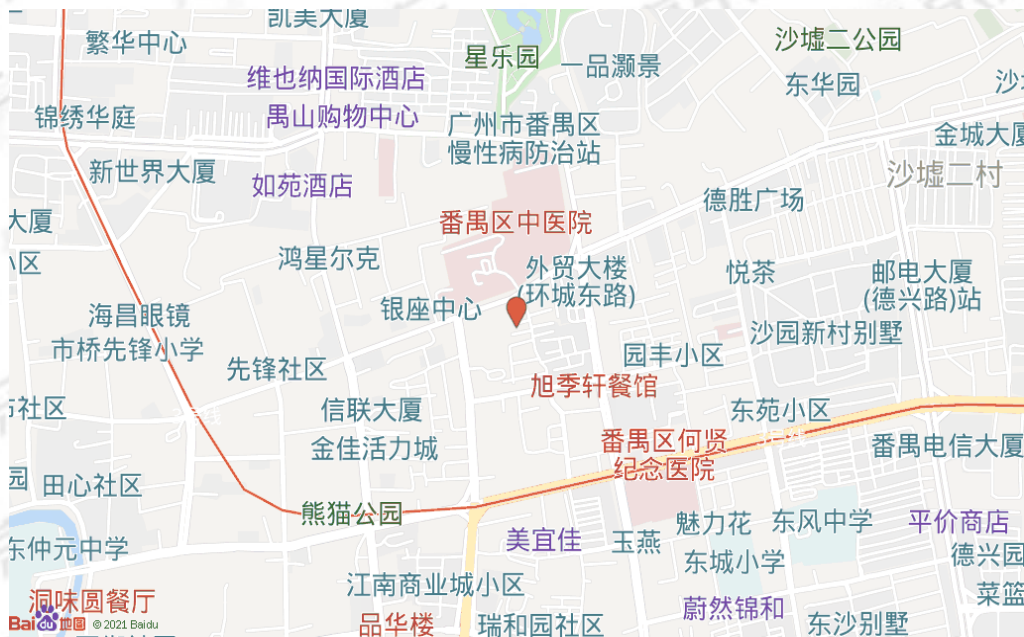 凯美大厦
繁华中心
星乐园
沙墟二公园
一品灏景
维也纳国际酒店
东华园
禺山购物中心
锦绣华庭
广州市番禺区
慢性病防治站
金城大厦
新世界大厦
如苑酒店
沙墟二村
德胜广场
大厦
番禺区中医院
小区
鸿星尔克
外贸大楼
(环城东路)
悦茶
邮电大厦
(德兴路)站
银座中心
海昌眼镜
沙园新村别墅
市桥先锋小学
先锋社区
园丰小区
旭季轩餐馆
信联大厦
东苑小区
社区
3号线
金佳活力城
番禺区何贤
纪念医院
番禺电信大厦
园
田心社区
熊猫公园
魅力花
东风中学
平价商店
美宜佳
玉燕
东仲元中学
东城小学
德兴园
江南商业城小区
菜篮
洞味圆餐厅
蔚然锦和
品华楼
瑞和园社区
东沙别墅
Bai du 地图 © 2021 Baidu